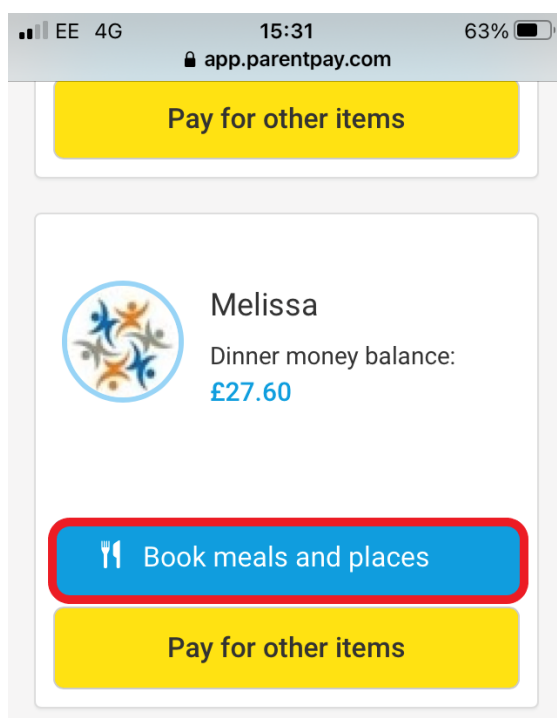 EE 4G 15:31 63%
app.parentpay.com
Pay for other items
Melissa
Dinner money balance:
£27.60
Book meals and places
Pay for other items